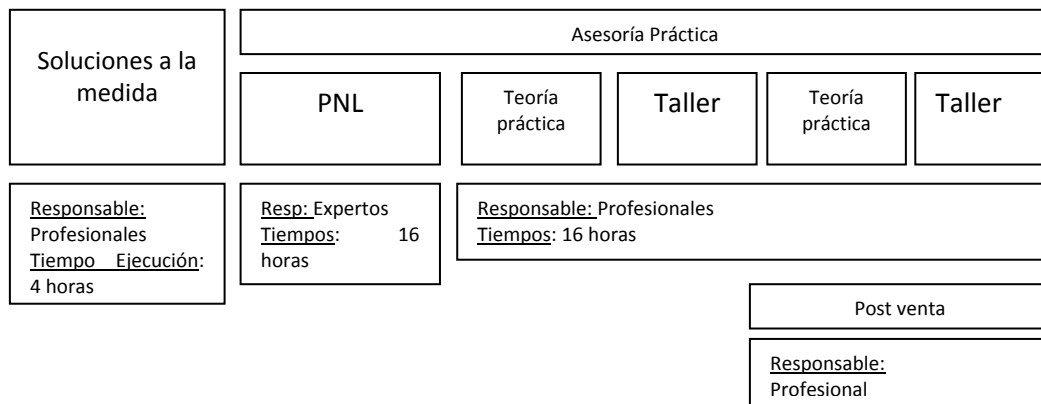 Soluciones a la
medida
Asesoría Práctica
PNL
Teoría
práctica
Taller
Teoría
práctica
Taller
Responsable:
Profesionales
Tiempo Ejecución:
4 horas
Resp: Expertos
Tiempos: 16
horas
Responsable: Profesionales
Tiempos: 16 horas
Post venta
Responsable:
Profesional